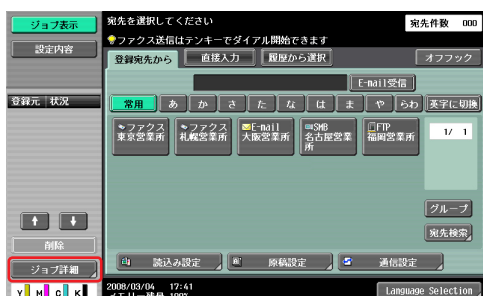 ジョブ表示
宛先を選択してください
宛先件数 000
ファクス送信はテンキーでダイアル開始できます
設定内容
登録宛先から 直接入力 履歴から選択 オフフック
E-mail受信
登録元 状況
常用 あ か さ た な は ま や らわ 英字に切換
ファクス
東京営業所
ファクス
札幌営業所
E-mail
大阪営業所
SMB
名古屋営業
所
FTP
福岡営業所
1/ 1
グループ
宛先検索
↑ ↓
削除
読込み設定 原稿設定 通信設定
ジョブ詳細
2008/03/04 17:41
Y M C K
メモリー残量 100%
Language Selection